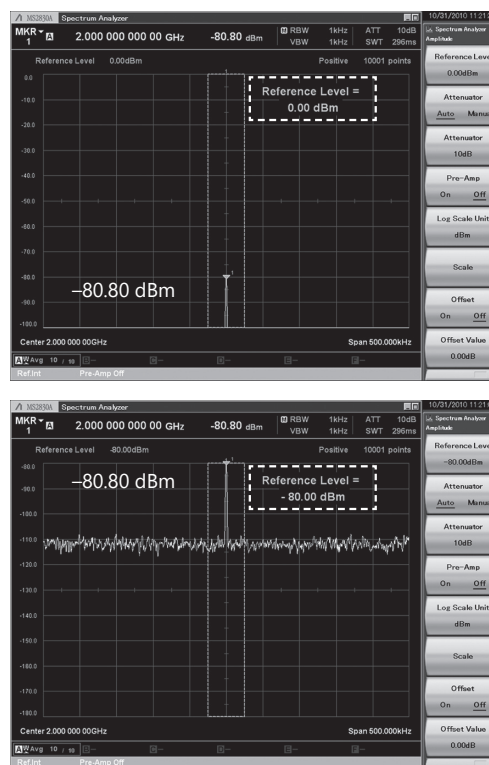 MS2830A Spectrum Analyzer
10/31/2010 11:21:
MKR 1 A 2.000 000 000 00 GHz -80.80 dBm
RBW 1kHz ATT 10dB
VBW 1kHz SWT 296ms
Spectrum Analyzer
Amplitude
Reference Level 0.00dBm Positive 10001 points
Reference Leve
0.00dBm
Attenuator
Auto Manua
Attenuator
10dB
Pre-Amp
On Off
Log Scale Unit
dBm
Scale
Offset
On Off
Offset Value
0.00dB
Reference Level =
0.00 dBm
0.0
-10.0
-20.0
-30.0
-40.0
-50.0
-60.0
-70.0
-80.0
-90.0
-100.0
1
−80.80 dBm
Center 2.000 000 00GHz Span 500.000kHz
Avg 10 / 10
Ref.Int Pre-Amp Off
MS2830A Spectrum Analyzer
10/31/2010 11:21:
MKR 1 A 2.000 000 000 00 GHz -80.80 dBm
RBW 1kHz ATT 10dB
VBW 1kHz SWT 296ms
Spectrum Analyzer
Amplitude
Reference Level -80.00dBm Positive 10001 points
Reference Leve
-80.00dBm
Attenuator
Auto Manua
Attenuator
10dB
Pre-Amp
On Off
Log Scale Unit
dBm
Scale
Offset
On Off
Offset Value
0.00dB
−80.80 dBm
Reference Level =
- 80.00 dBm
1
-80.0
-90.0
-100.0
-110.0
-120.0
-130.0
-140.0
-150.0
-160.0
-170.0
-180.0
Center 2.000 000 00GHz Span 500.000kHz
Avg 10 / 10
Ref.Int Pre-Amp Off